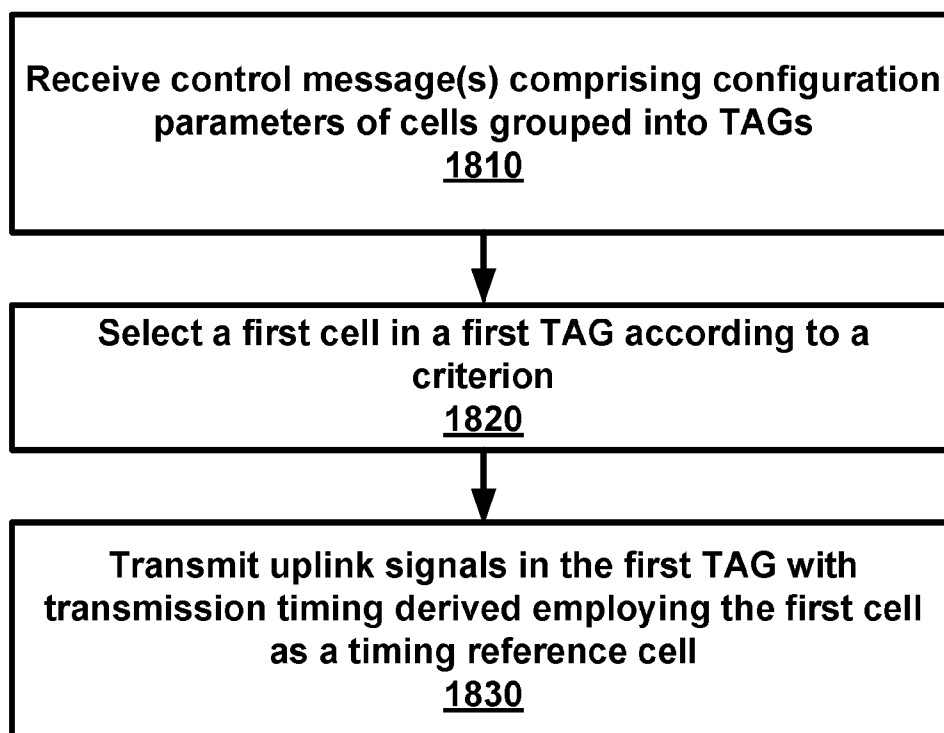 Receive control message(s) comprising configuration
parameters of cells grouped into TAGs
1810
Select a first cell in a first TAG according to a
criterion
1820
Transmit uplink signals in the first TAG with
transmission timing derived employing the first cell
as a timing reference cell
1830